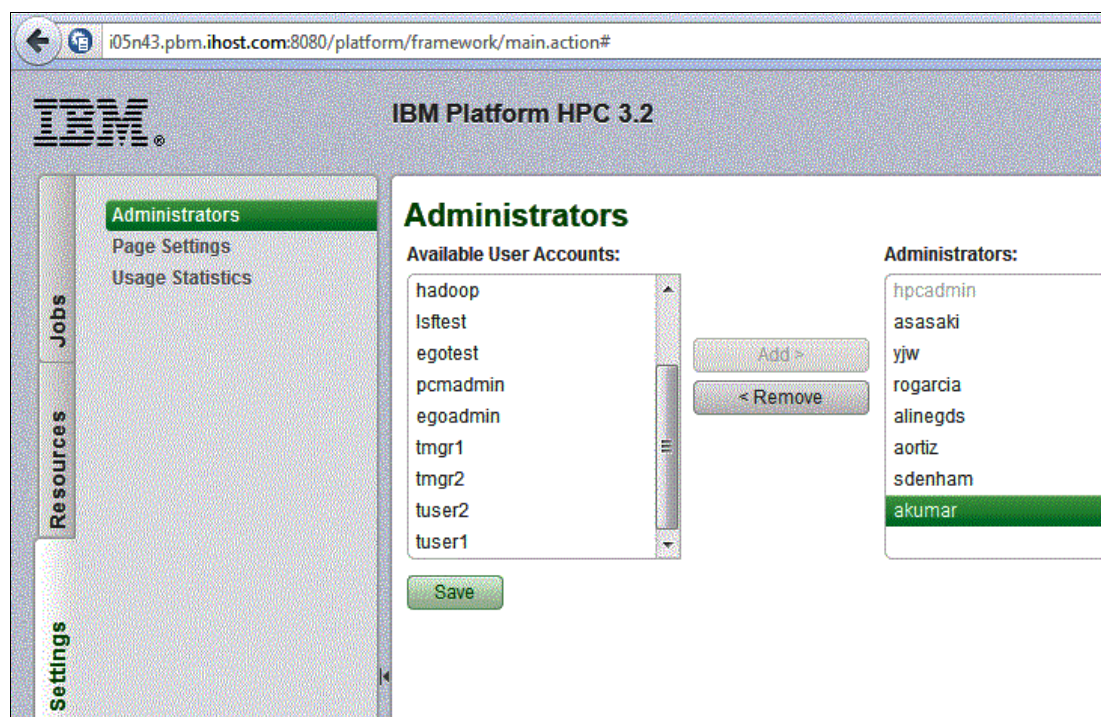 i05n43.pbm.ihost.com:8080/platform/framework/main.action#
IBM®
IBM Platform HPC 3.2
Jobs
Resources
Settings
Administrators
Page Settings
Usage Statistics
Administrators
Available User Accounts:
hadoop
lsftest
egotest
pcmadmin
egoadmin
tmgr1
tmgr2
tuser2
tuser1
Add >
< Remove
Administrators:
hpcadmin
asasaki
yjw
rogarcia
alinegds
aortiz
sdenham
akumar
Save